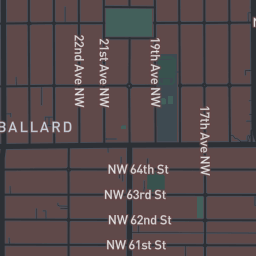 22nd Ave NW
21st Ave NW
19th Ave NW
17th Ave NW
BALLARD
NW 64th St
NW 63rd St
NW 62nd St
NW 61st St